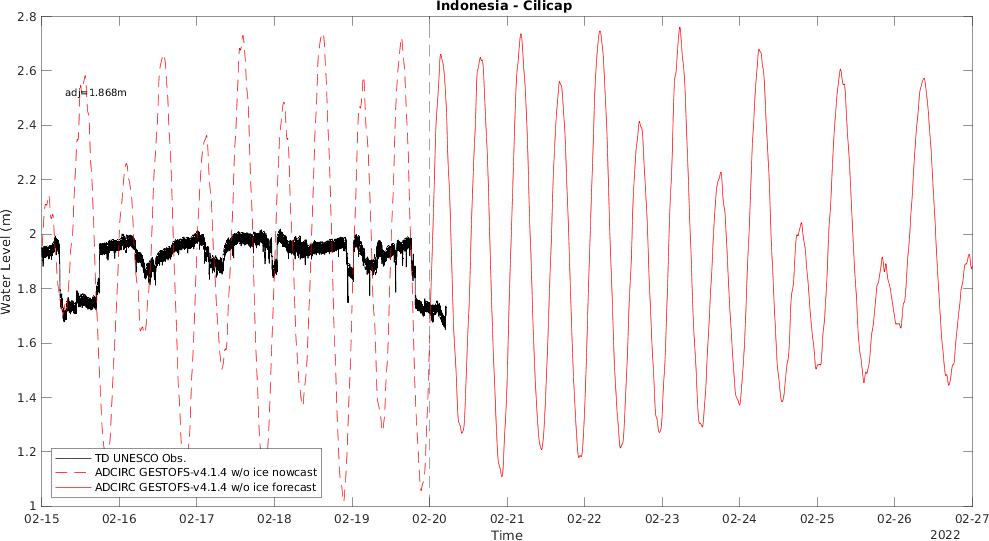 Indonesia - Cilicap
2.8
2.6
2.4
2.2
2
1.8
1.6
1.4
1.2
1
Water Level (m)
adj=1.868m
TD UNESCO Obs.
ADCIRC GESTOFS-v4.1.4 w/o ice nowcast
ADCIRC GESTOFS-v4.1.4 w/o ice forecast
02-15 02-16 02-17 02-18 02-19 02-20 02-21 02-22 02-23 02-24 02-25 02-26 02-27
Time
2022